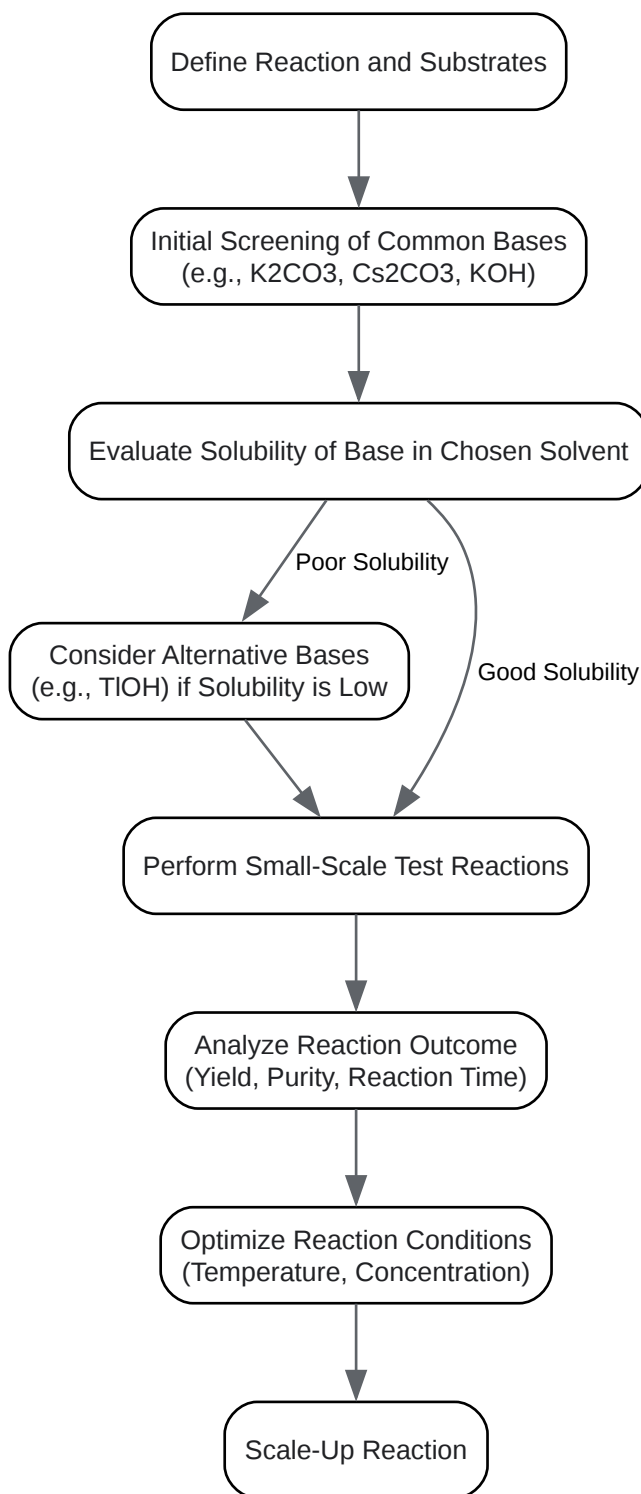 Define Reaction and Substrates
Initial Screening of Common Bases
(e.g., K2CO3, Cs2CO3, KOH)
Evaluate Solubility of Base in Chosen Solvent
Poor Solubility
Consider Alternative Bases
(e.g., TlOH) if Solubility is Low
Good Solubility
Perform Small-Scale Test Reactions
Analyze Reaction Outcome
(Yield, Purity, Reaction Time)
Optimize Reaction Conditions
(Temperature, Concentration)
Scale-Up Reaction